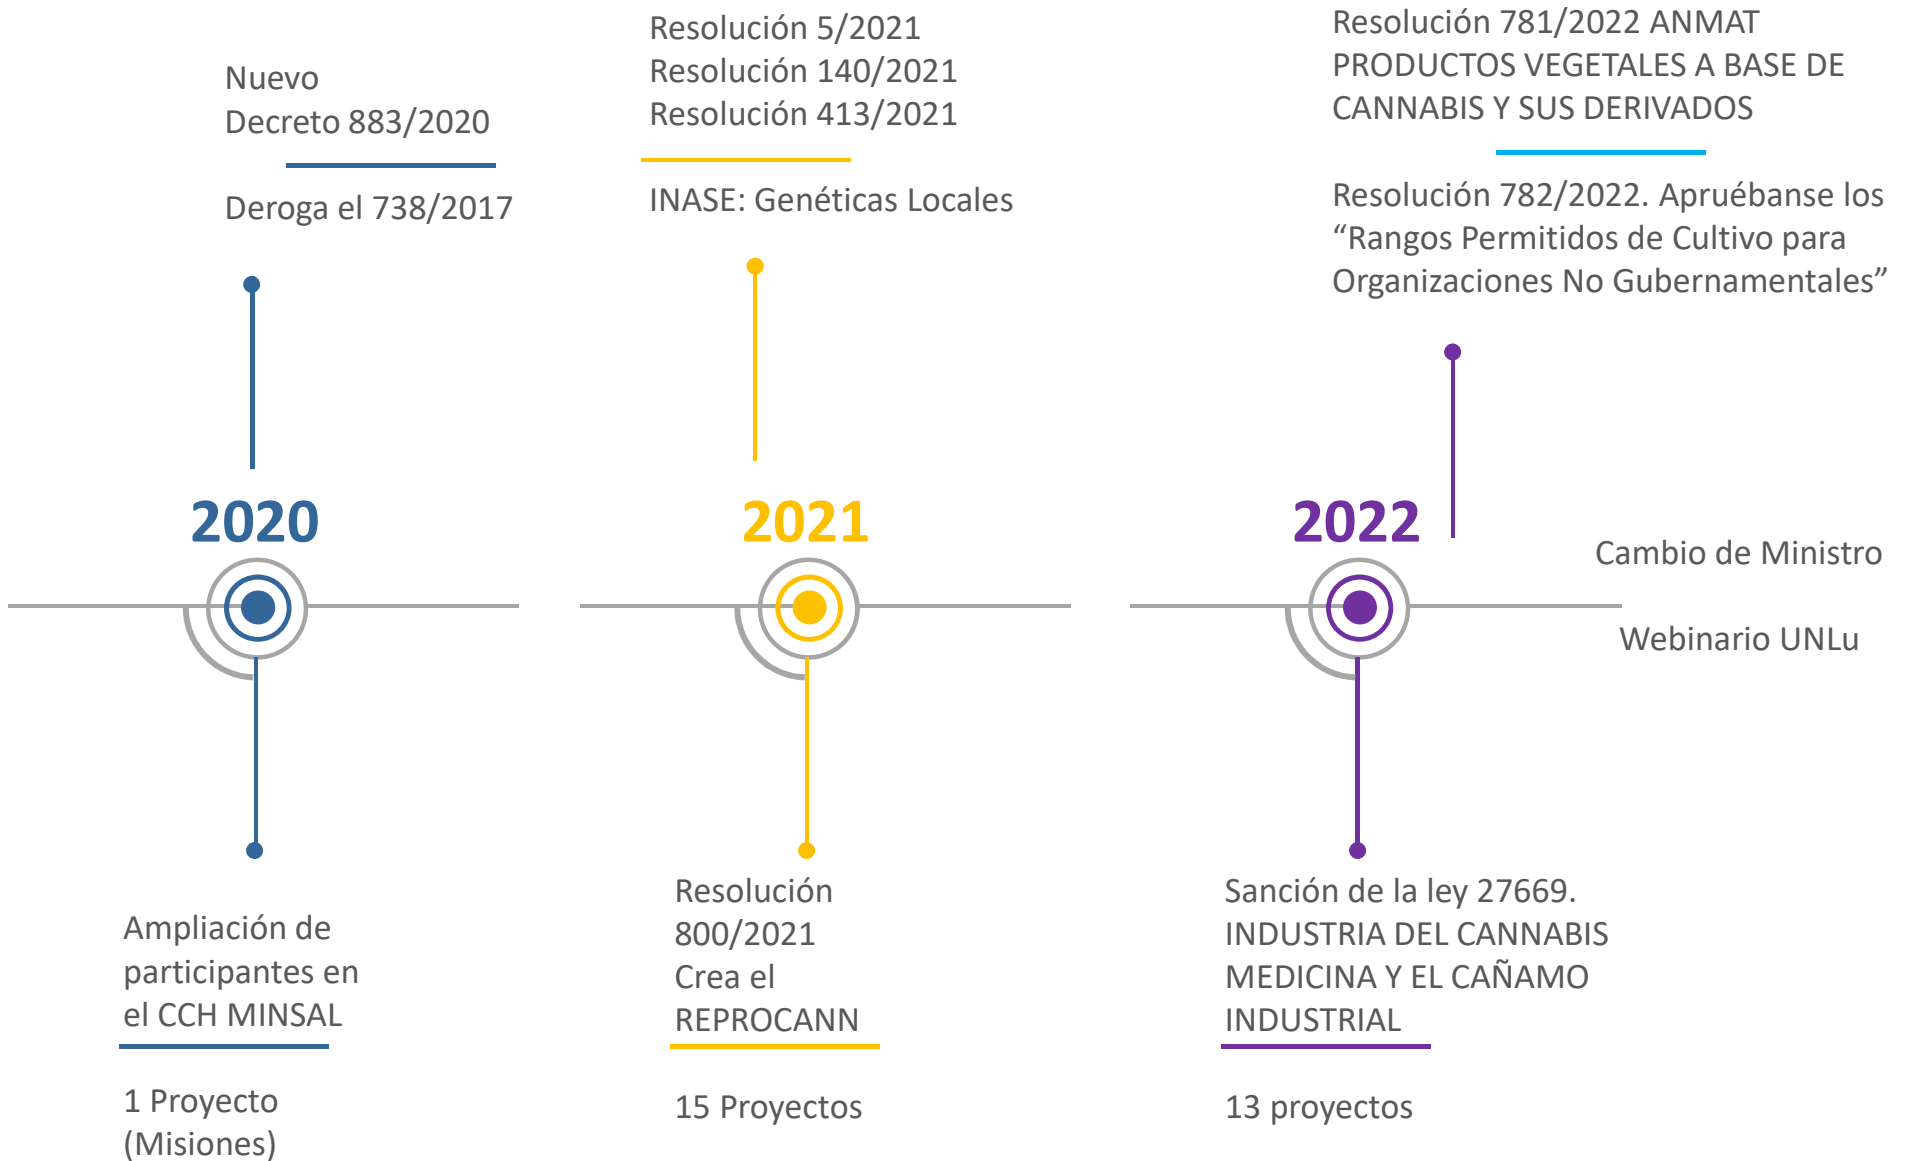 Nuevo
Decreto 883/2020
Deroga el 738/2017
2020
Ampliación de
participantes en
el CCH MINSAL
1 Proyecto
(Misiones)
Resolución 5/2021
Resolución 140/2021
Resolución 413/2021
INASE: Genéticas Locales
2021
Resolución
800/2021
Crea el
REPROCANN
15 Proyectos
Resolución 781/2022 ANMAT
PRODUCTOS VEGETALES A BASE DE
CANNABIS Y SUS DERIVADOS
Resolución 782/2022. Apruébanse los
“Rangos Permitidos de Cultivo para
Organizaciones No Gubernamentales”
2022
Cambio de Ministro
Webinario UNLu
Sanción de la ley 27669.
INDUSTRIA DEL CANNABIS
MEDICINA Y EL CAÑAMO
INDUSTRIAL
13 proyectos